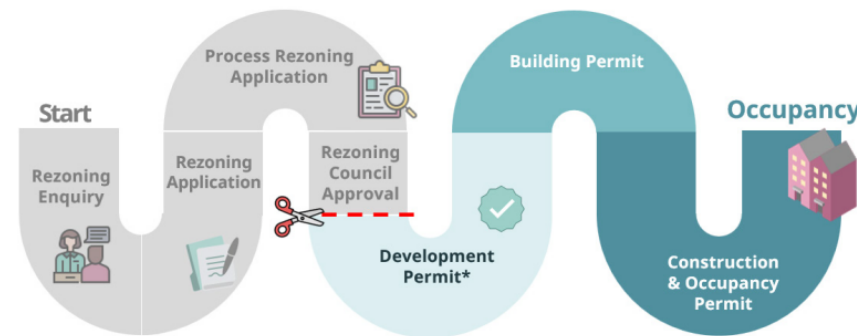 Start
Rezoning
Enquiry
Rezoning
Application
Process Rezoning
Application
Rezoning
Council
Approval
Development
Permit*
Building Permit
Construction
& Occupancy
Permit
Occupancy